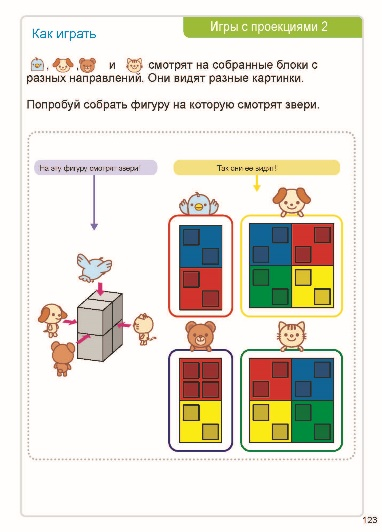 Как играть
Игры с проекциями 2
, , и смотрят на собранные блоки с
разных направлений. Они видят разные картинки.
Попробуй собрать фигуру на которую смотрят звери.
На эту фигуру смотрят звери!
Так они ее видят!
123